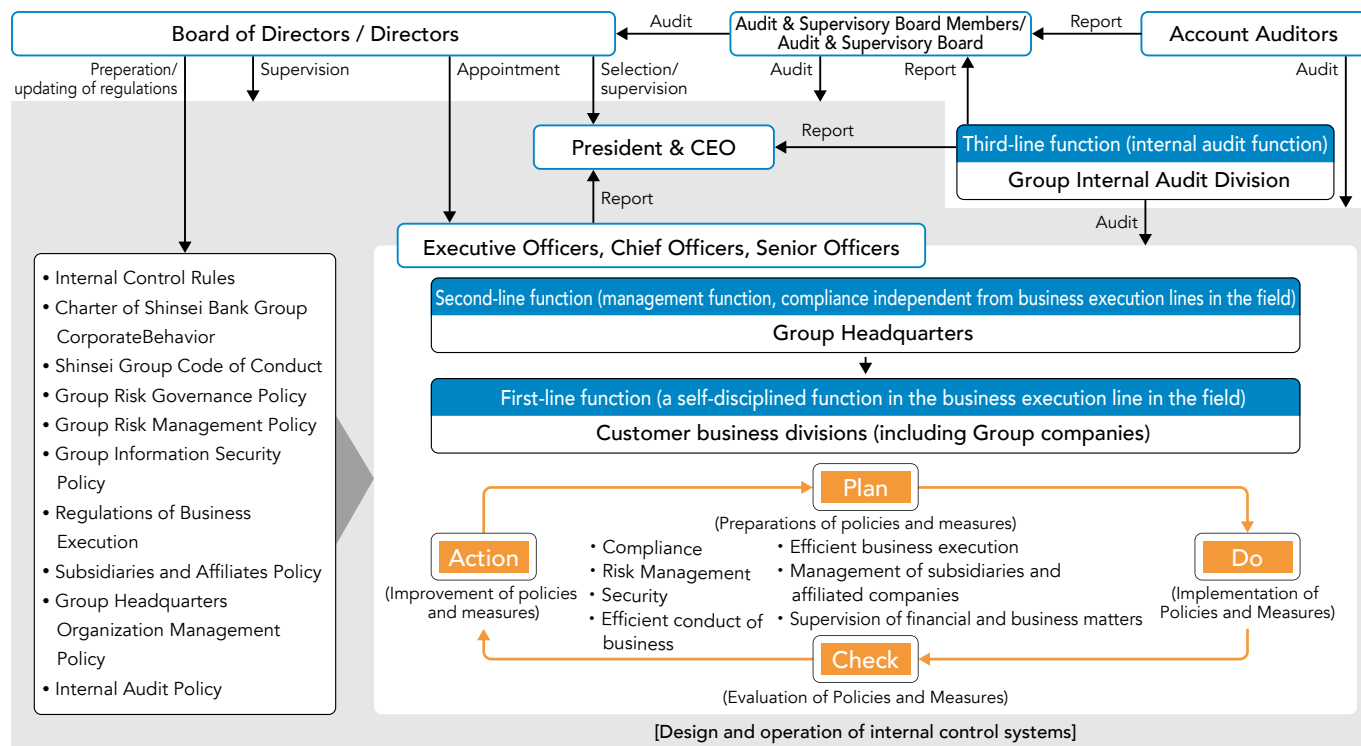 Board of Directors / Directors
Audit
Audit & Supervisory Board Members/
Audit & Supervisory Board
Report
Account Auditors
Preparation/
updating of regulations
Supervision
Appointment
Selection/
supervision
Audit
Report
Audit
President & CEO
Report
Third-line function (internal audit function)
Group Internal Audit Division
Report
Audit
Executive Officers, Chief Officers, Senior Officers
• Internal Control Rules
• Charter of Shinsei Bank Group
CorporateBehavior
• Shinsei Group Code of Conduct
• Group Risk Governance Policy
• Group Risk Management Policy
• Group Information Security
Policy
• Regulations of Business
Execution
• Subsidiaries and Affiliates Policy
• Group Headquarters
Organization Management
Policy
• Internal Audit Policy
Second-line function (management function, compliance independent from business execution lines in the field)
Group Headquarters
First-line function (a self-disciplined function in the business execution line in the field)
Customer business divisions (including Group companies)
Plan
(Preparations of policies and measures)
Action
(Improvement of policies
and measures)
・Compliance
・Risk Management
・Security
・Efficient conduct of
business
・Efficient business execution
・Management of subsidiaries and
affiliated companies
・Supervision of financial and business matters
Do
(Implementation of
Policies and Measures)
Check
(Evaluation of Policies and Measures)
[Design and operation of internal control systems]